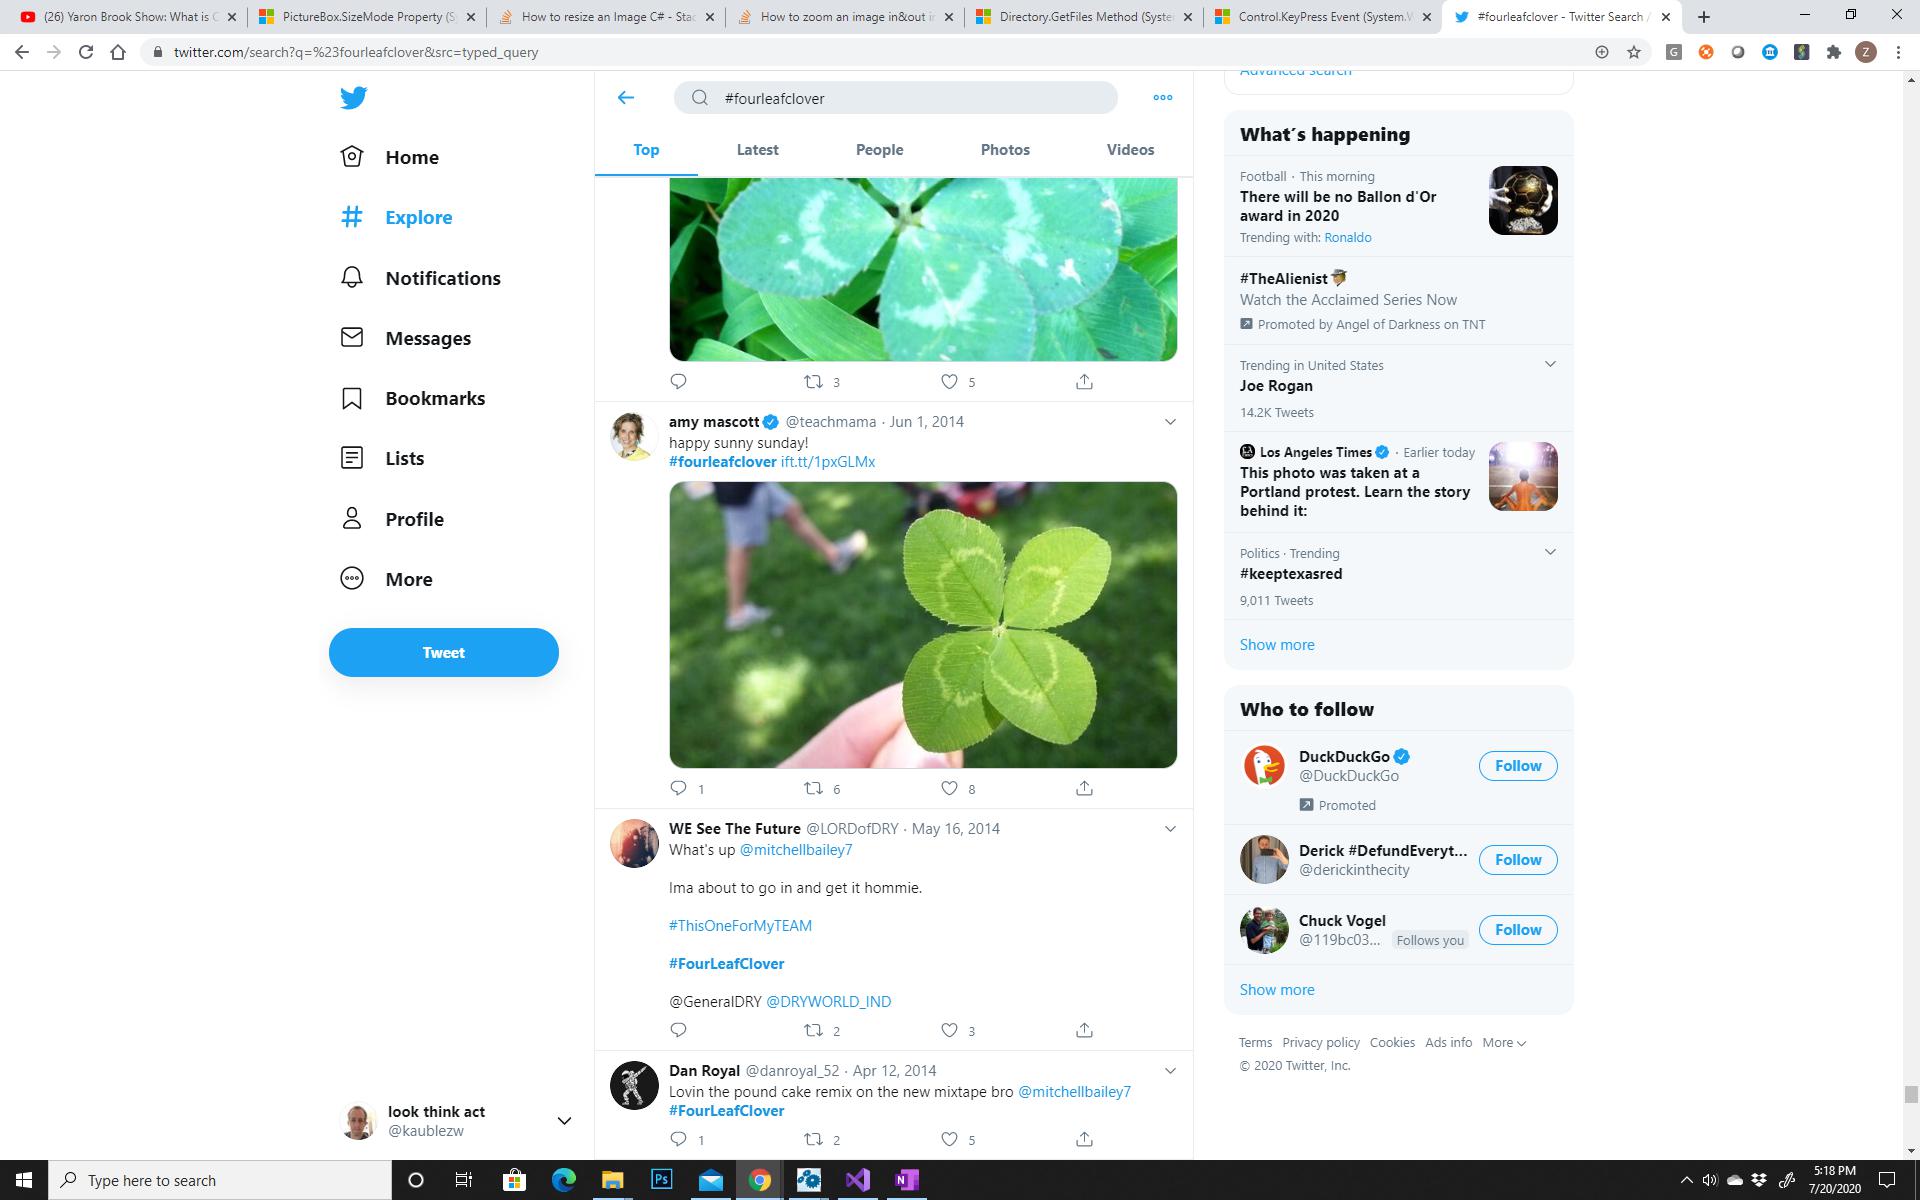 (26) Yaron Brook Show: What is C
PictureBox.SizeMode Property (S
How to resize an Image C# - Stac
How to zoom an image in&out i
Directory.GetFiles Method (Syste
Control.KeyPress Event (System.W
#fourleafclover - Twitter Search /
twitter.com/search?q=%23fourleafclover&src=typed_query
Z
Home
Explore
Notifications
Messages
Bookmarks
Lists
Profile
More
Tweet
look think act
@kaublezw
#fourleafclover
Top
Latest
People
Photos
Videos
3
5
amy mascott @teachmama · Jun 1, 2014
happy sunny sunday!
#fourleafclover ift.tt/1pxGLMx
1
6
8
WE See The Future @LORDofDRY · May 16, 2014
What's up @mitchellbailey7
Ima about to go in and get it hommie.
#ThisOneForMyTEAM
#FourLeafClover
@GeneralDRY @DRYWORLD_IND
2
3
Dan Royal @danroyal_52 · Apr 12, 2014
Lovin the pound cake remix on the new mixtape bro @mitchellbailey7
#FourLeafClover
1
2
5
Advanced search
What's happening
Football · This morning
There will be no Ballon d'Or
award in 2020
Trending with: Ronaldo
#TheAlienist
Watch the Acclaimed Series Now
Promoted by Angel of Darkness on TNT
Trending in United States
Joe Rogan
14.2K Tweets
Los Angeles Times · Earlier today
This photo was taken at a
Portland protest. Learn the story
behind it:
Politics · Trending
#keeptexasred
9,011 Tweets
Show more
Who to follow
DuckDuckGo
@DuckDuckGo
Follow
Promoted
Derick #DefundEveryt...
@derickinthecity
Follow
Chuck Vogel
@119bc03... Follows you
Follow
Show more
Terms Privacy policy Cookies Ads info More
© 2020 Twitter, Inc.
Type here to search
Ps
N
5:18 PM
7/20/2020